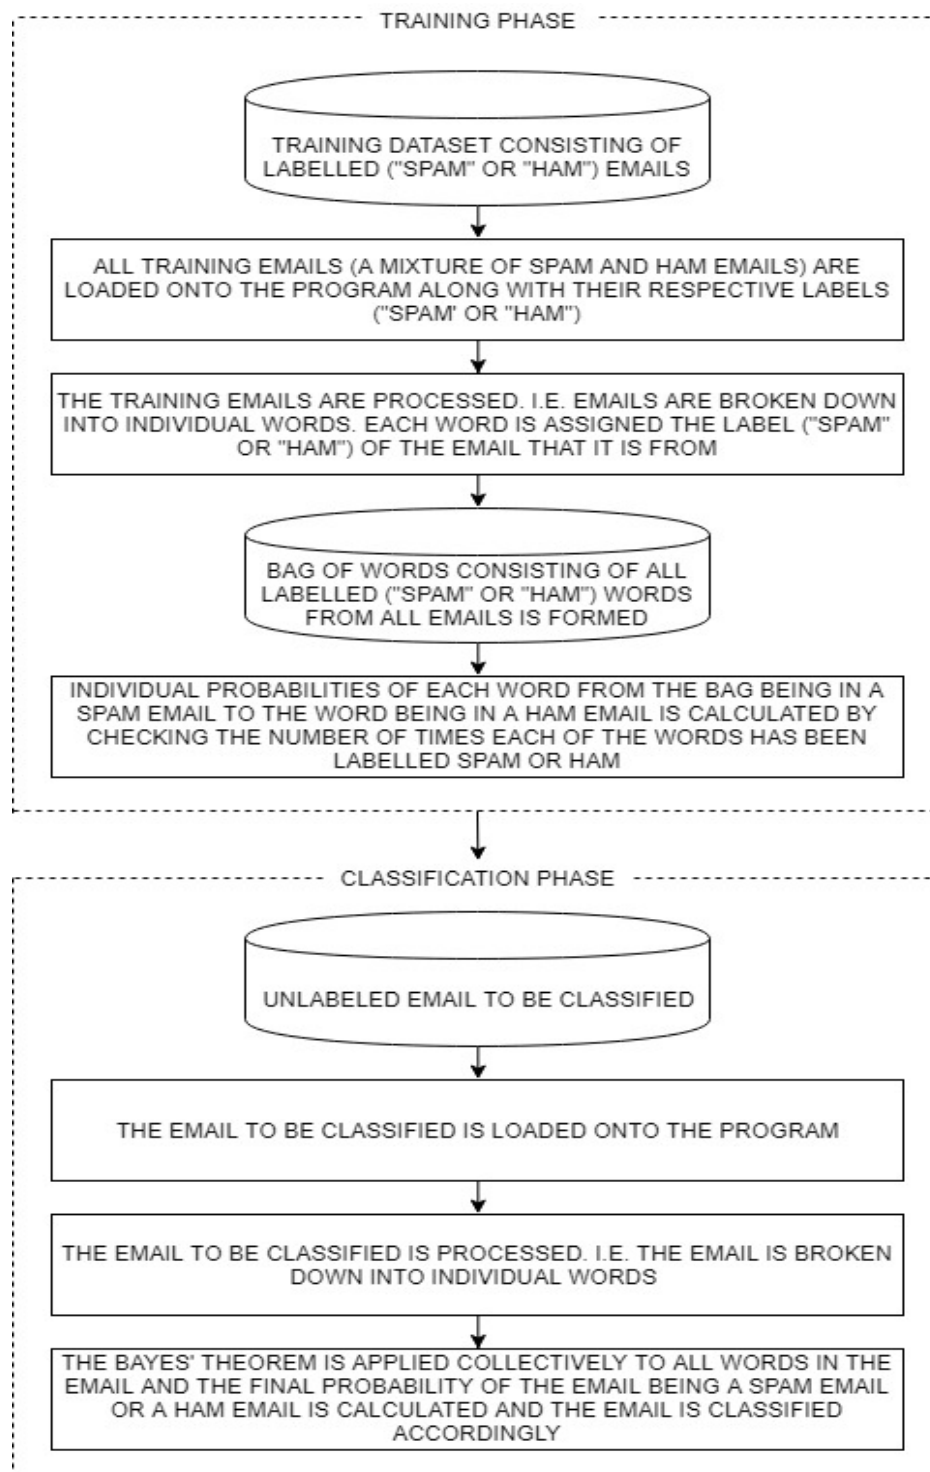 TRAINING PHASE
TRAINING DATASET CONSISTING OF
LABELLED ("SPAM" OR "HAM") EMAILS
ALL TRAINING EMAILS (A MIXTURE OF SPAM AND HAM EMAILS) ARE
LOADED ONTO THE PROGRAM ALONG WITH THEIR RESPECTIVE LABELS
("SPAM' OR "HAM")
THE TRAINING EMAILS ARE PROCESSED. I.E. EMAILS ARE BROKEN DOWN
INTO INDIVIDUAL WORDS. EACH WORD IS ASSIGNED THE LABEL ("SPAM"
OR "HAM") OF THE EMAIL THAT IT IS FROM
BAG OF WORDS CONSISTING OF ALL
LABELLED ("SPAM" OR "HAM") WORDS
FROM ALL EMAILS IS FORMED
INDIVIDUAL PROBABILITIES OF EACH WORD FROM THE BAG BEING IN A
SPAM EMAIL TO THE WORD BEING IN A HAM EMAIL IS CALCULATED BY
CHECKING THE NUMBER OF TIMES EACH OF THE WORDS HAS BEEN
LABELLED SPAM OR HAM
CLASSIFICATION PHASE
UNLABELED EMAIL TO BE CLASSIFIED
THE EMAIL TO BE CLASSIFIED IS LOADED ONTO THE PROGRAM
THE EMAIL TO BE CLASSIFIED IS PROCESSED. I.E. THE EMAIL IS BROKEN
DOWN INTO INDIVIDUAL WORDS
THE BAYES' THEOREM IS APPLIED COLLECTIVELY TO ALL WORDS IN THE
EMAIL AND THE FINAL PROBABILITY OF THE EMAIL BEING A SPAM EMAIL
OR A HAM EMAIL IS CALCULATED AND THE EMAIL IS CLASSIFIED
ACCORDINGLY